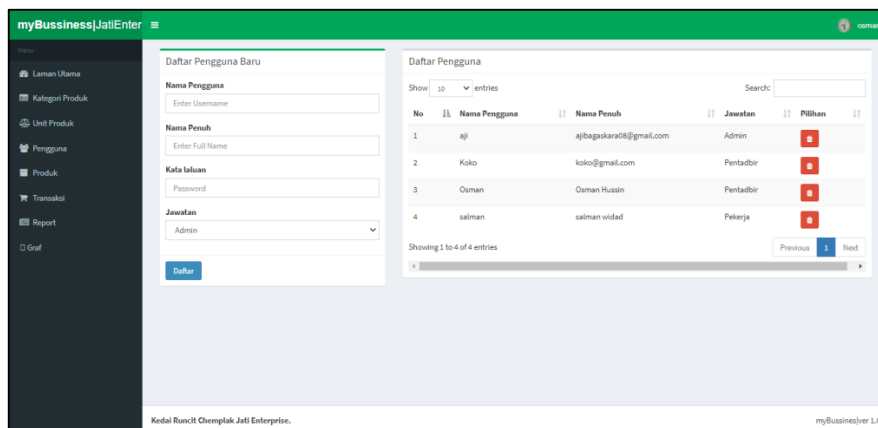 myBussiness|JatiEnter
osman
Menu
Laman Utama
Kategori Produk
Unit Produk
Pengguna
Produk
Transaksi
Report
Graf
Daftar Pengguna Baru
Nama Pengguna
Enter Username
Nama Penuh
Enter Full Name
Kata laluan
Password
Jawatan
Admin
Daftar
Daftar Pengguna
Show 10 entries Search:
No Nama Pengguna Nama Penuh Jawatan Pilihan
1 aji ajibagaskara08@gmail.com Admin
2 Koko koko@gmail.com Pentadbir
3 Osman Osman Hussin Pentadbir
4 salman salman widad Pekerja
Showing 1 to 4 of 4 entries Previous 1 Next
Kedai Runcit Chemplak Jati Enterprise. myBussines|ver 1.0